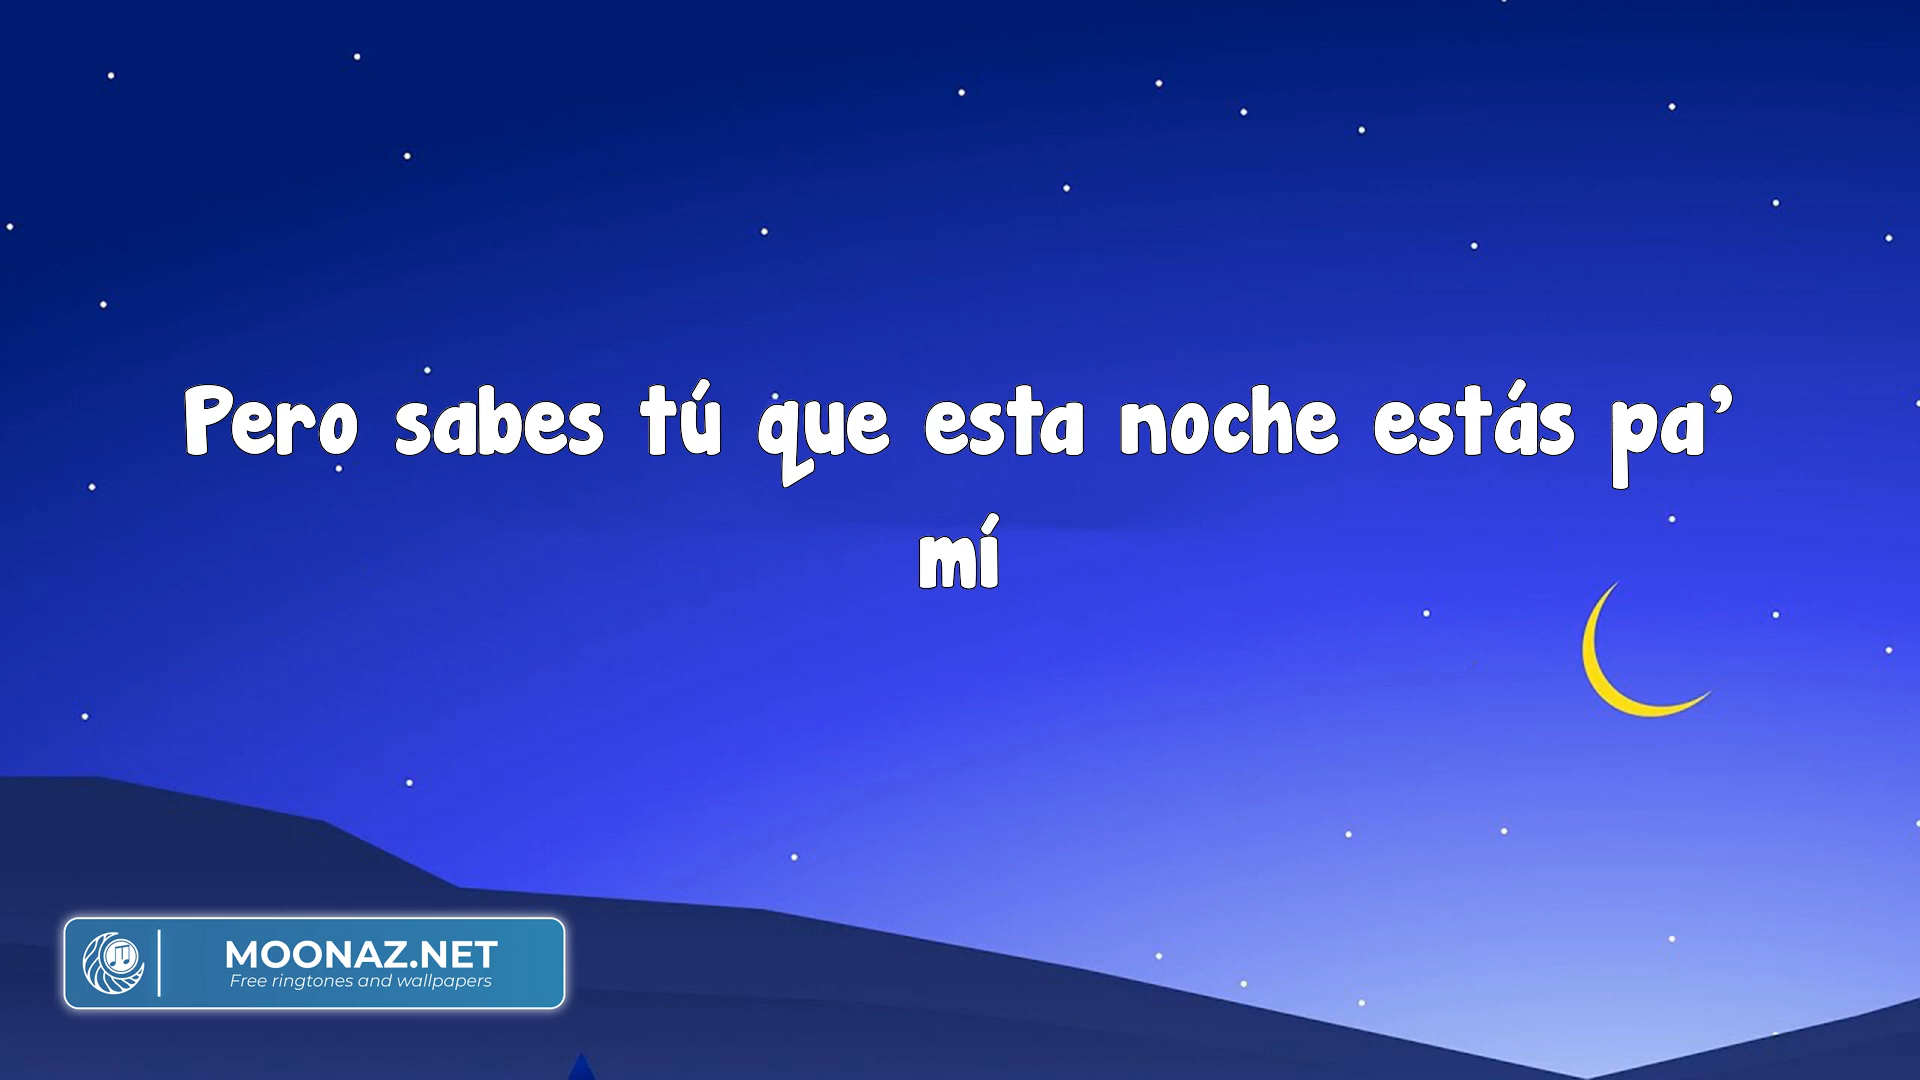 Pero sabes tú que esta noche estás pa’
mí
MOONAZ.NET
Free ringtones and wallpapers